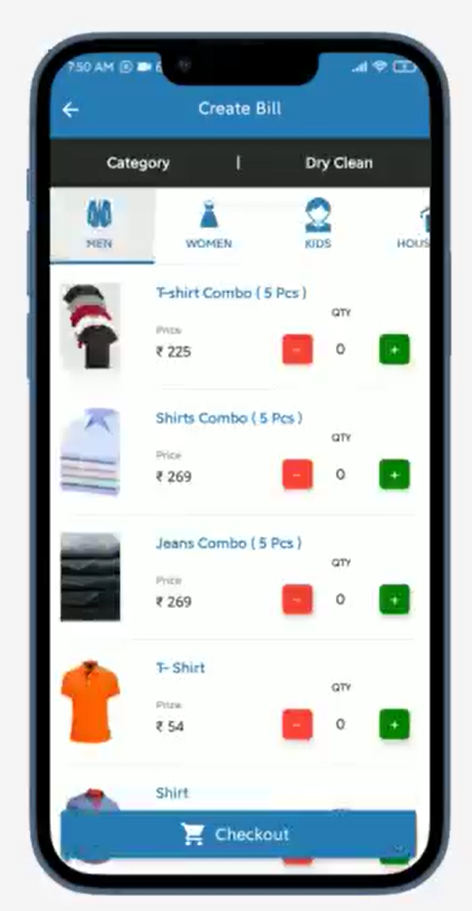 7:50 AM
Create Bill
Category | Dry Clean
MEN WOMEN KIDS HOUS
T-shirt Combo ( 5 Pcs )
QTY
Price
₹ 225 - 0 +
Shirts Combo ( 5 Pcs )
QTY
Price
₹ 269 - 0 +
Jeans Combo ( 5 Pcs )
QTY
Price
₹ 269 - 0 +
T- Shirt
QTY
Price
₹ 54 - 0 +
Shirt
Checkout